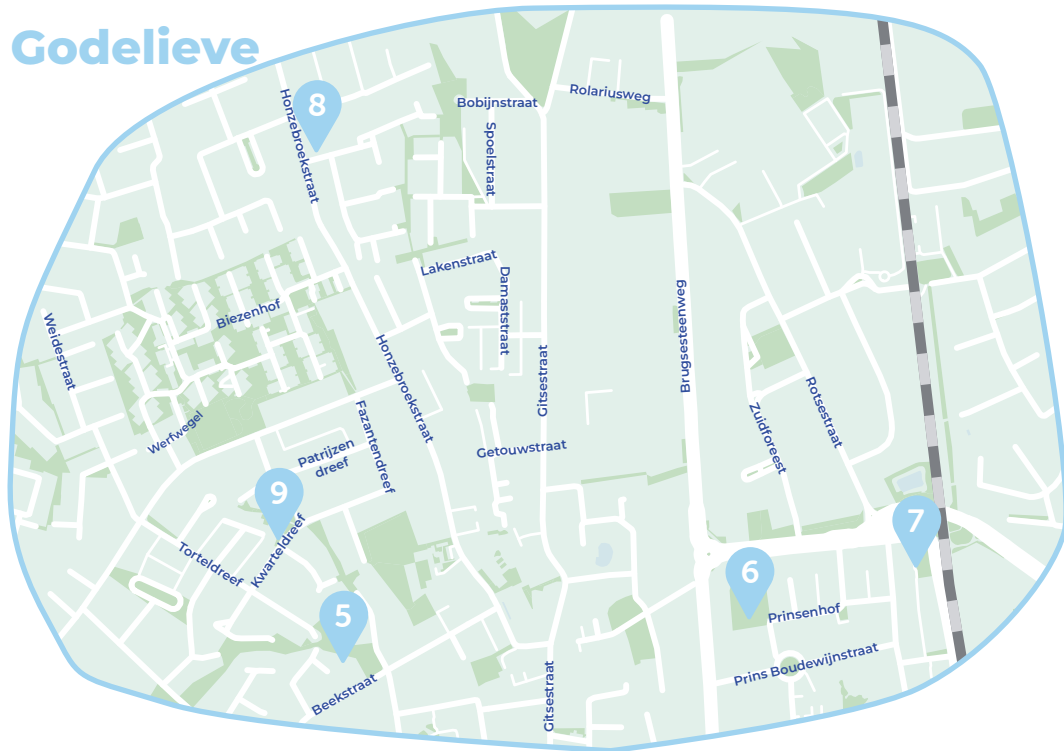 Godelieve
8
Honzebroekstraat
Bobijnstraat
Rolariusweg
Spoelstraat
Lakenstraat
Damaststraat
Biezenhof
Weidestraat
Honzebroekstraat
Gitsestraat
Brugsesteenweg
Werfwegel
Fazantendreef
Patrijzen
dreef
Getouwstraat
Zuidforeest
Rotsestraat
9
Kwarteldreef
Torteldreef
7
6
5
Prinsenhof
Prins Boudewijnstraat
Beekstraat
Gitsestraat